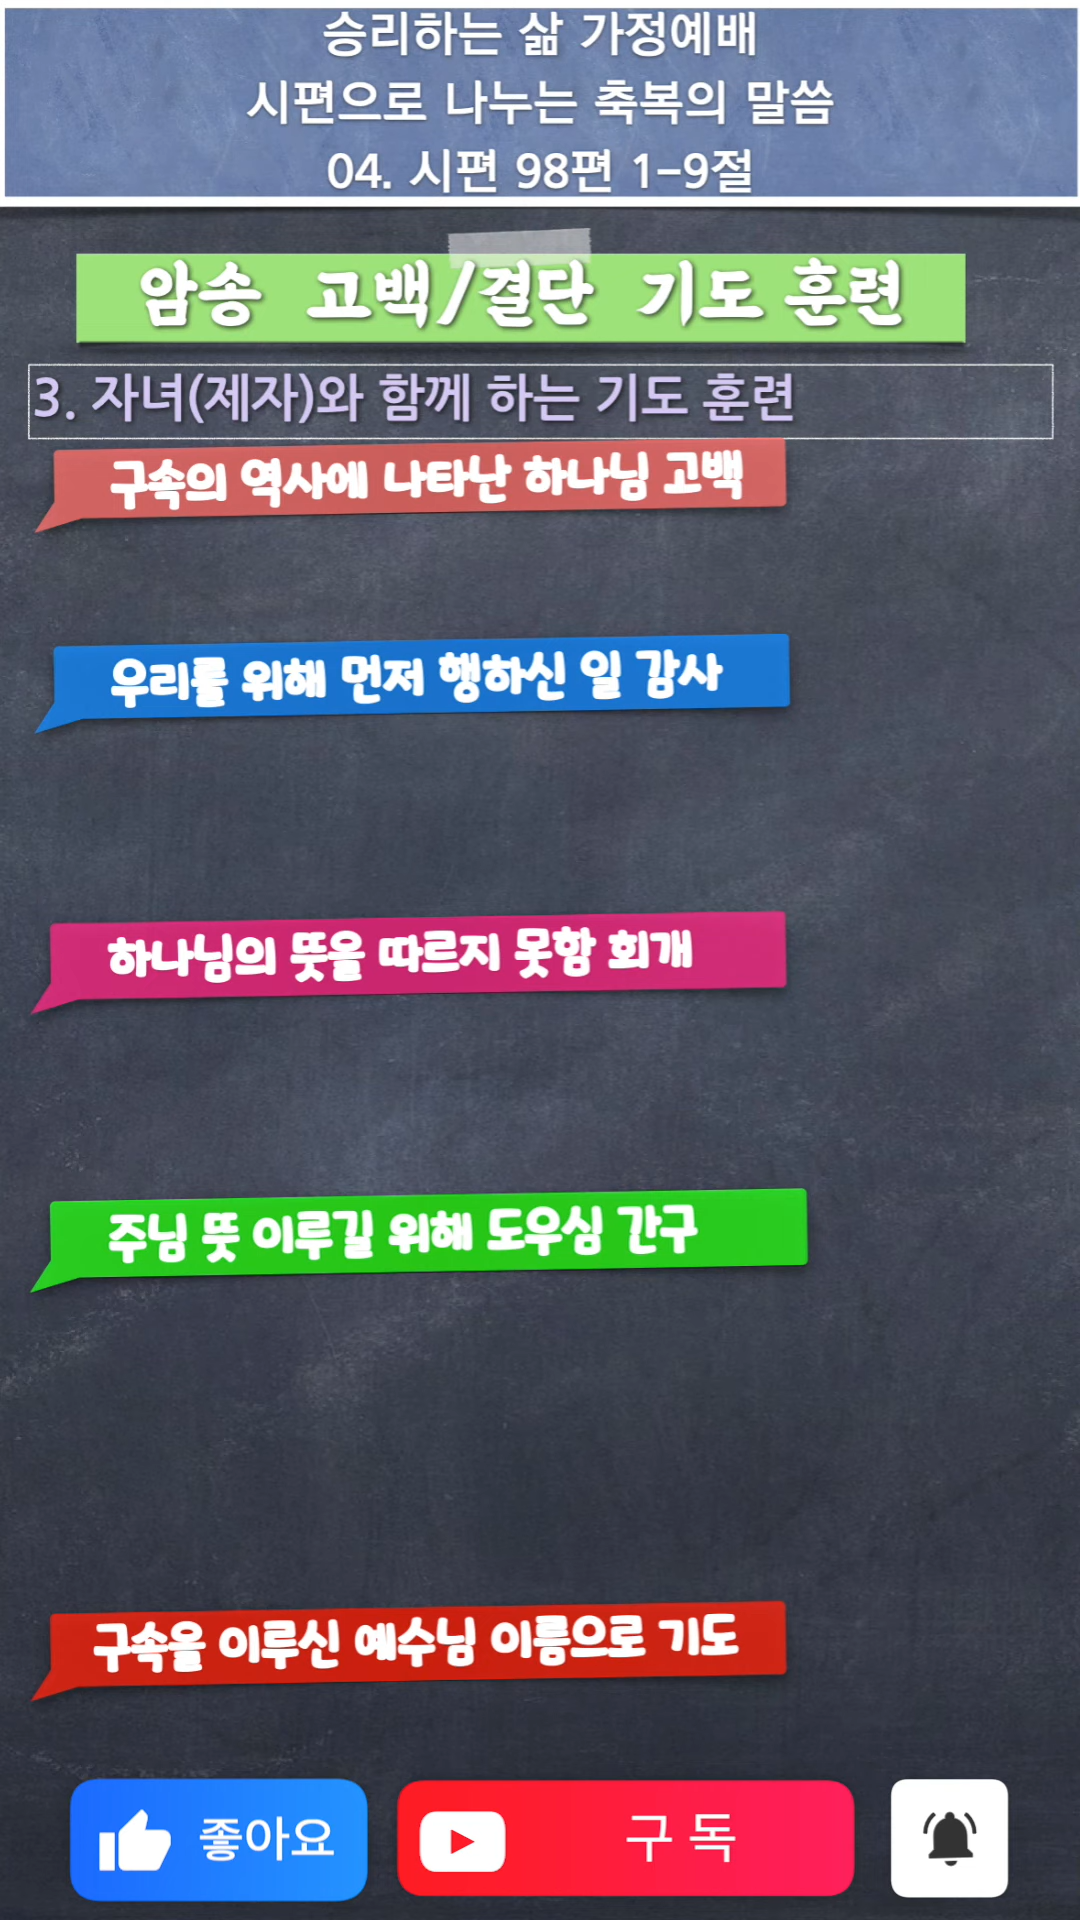 승리하는 삶 가정예배
시편으로 나누는 축복의 말씀
04. 시편 98편 1-9절
암송 고백/결단 기도 훈련
3. 자녀(제자)와 함께 하는 기도 훈련
구속의 역사에 나타난 하나님 고백
우리를 위해 먼저 행하신 일 감사
하나님의 뜻을 따르지 못함 회개
주님 뜻 이루길 위해 도우심 간구
구속을 이루신 예수님 이름으로 기도
좋아요
구독